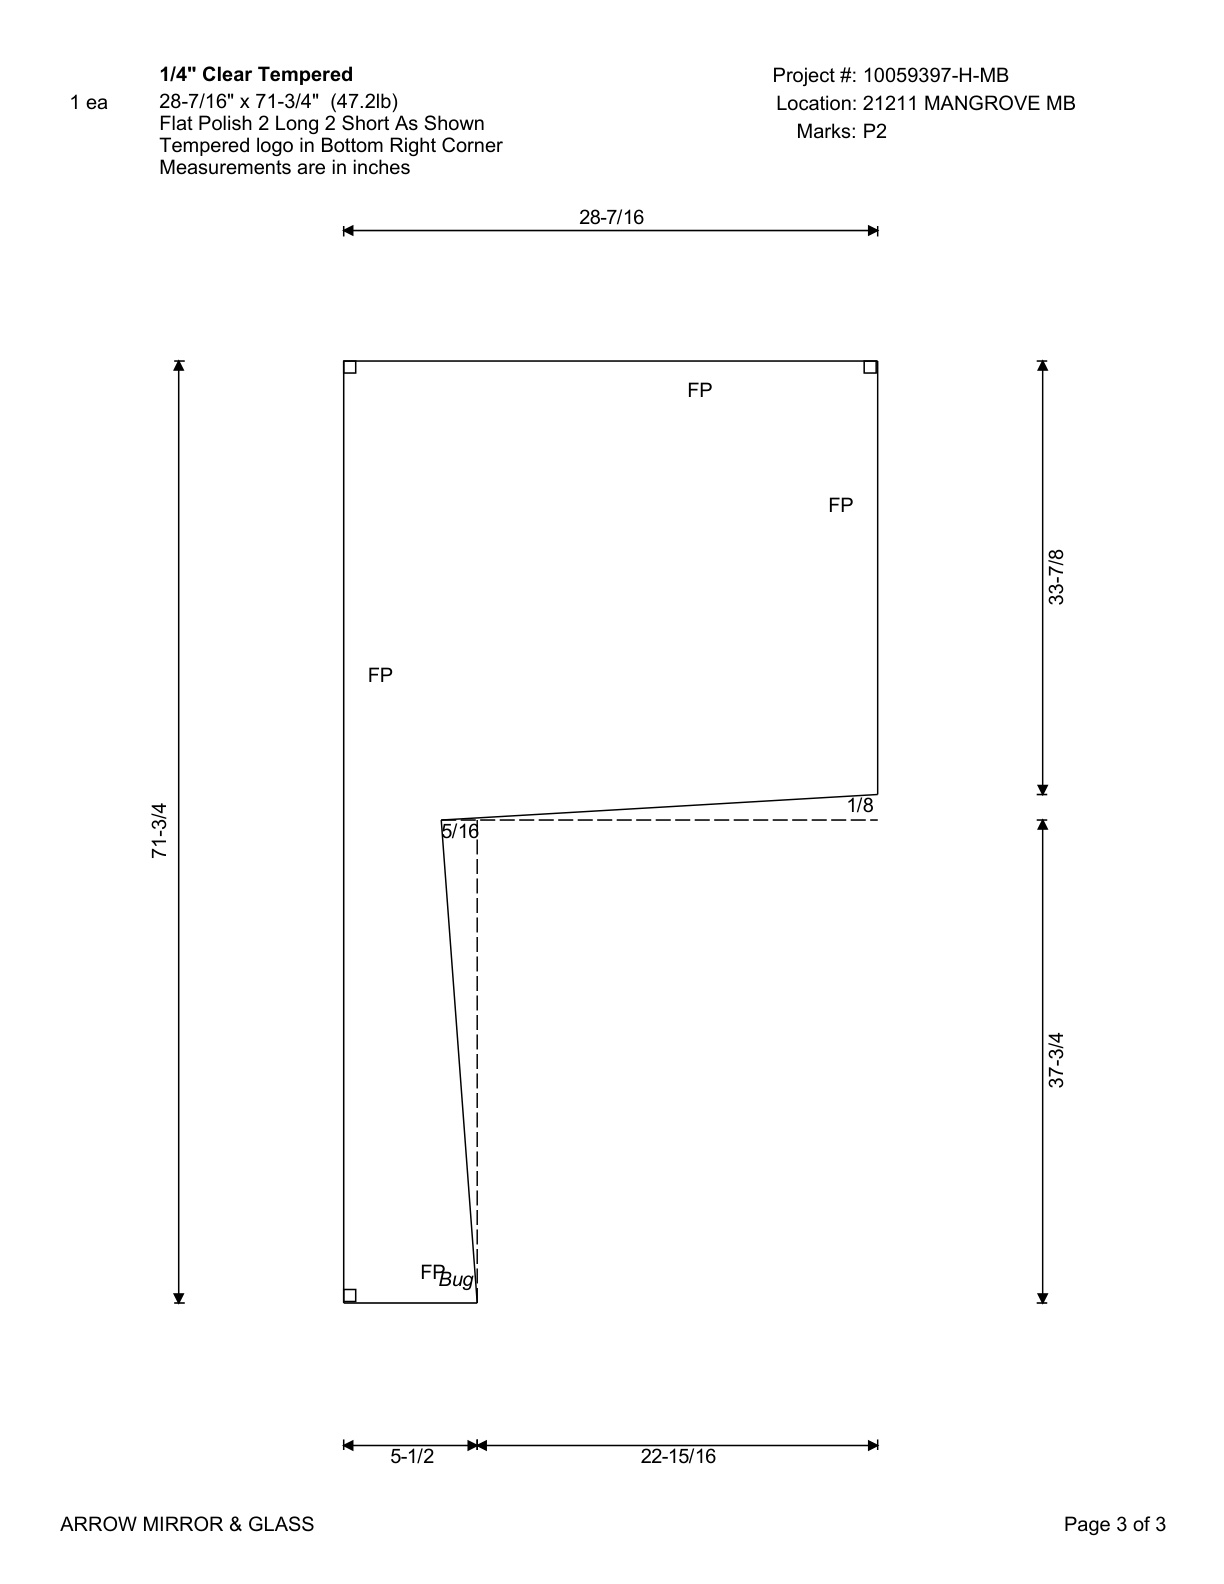 1/4" Clear Tempered
1 ea
28-7/16" x 71-3/4"  (47.2lb)
Flat Polish 2 Long 2 Short As Shown
Tempered logo in Bottom Right Corner
Measurements are in inches
Project #: 10059397-H-MB
Location: 21211 MANGROVE MB
Marks: P2
28-7/16
FP
FP
33-7/8
FP
71-3/4
1/8
5/16
37-3/4
FP
Bug
5-1/2
22-15/16
ARROW MIRROR & GLASS
Page 3 of 3